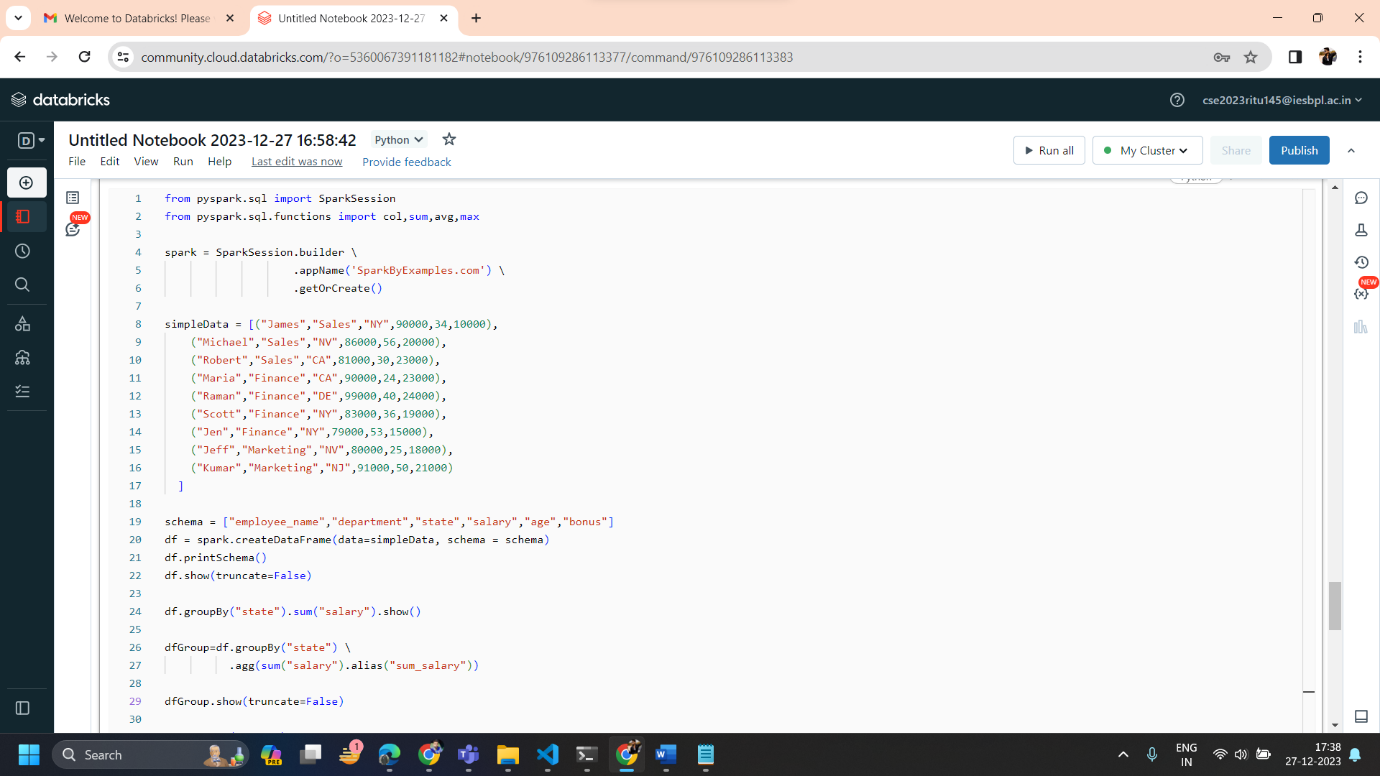 Welcome to Databricks! Please
Untitled Notebook 2023-12-27
community.cloud.databricks.com/?o=5360067391181182#notebook/976109286113377/command/976109286113383
databricks
cse2023ritu145@iesbpl.ac.in
D
Untitled Notebook 2023-12-27 16:58:42 Python
File Edit View Run Help Last edit was now Provide feedback
Run all My Cluster Share Publish
NEW
NEW
1 from pyspark.sql import SparkSession
2 from pyspark.sql.functions import col,sum,avg,max
3
4 spark = SparkSession.builder \
5 .appName('SparkByExamples.com') \
6 .getOrCreate()
7
8 simpleData = [("James","Sales","NY",90000,34,10000),
9 ("Michael","Sales","NV",86000,56,20000),
10 ("Robert","Sales","CA",81000,30,23000),
11 ("Maria","Finance","CA",90000,24,23000),
12 ("Raman","Finance","DE",99000,40,24000),
13 ("Scott","Finance","NY",83000,36,19000),
14 ("Jen","Finance","NY",79000,53,15000),
15 ("Jeff","Marketing","NV",80000,25,18000),
16 ("Kumar","Marketing","NJ",91000,50,21000)
17 ]
18
19 schema = ["employee_name","department","state","salary","age","bonus"]
20 df = spark.createDataFrame(data=simpleData, schema = schema)
21 df.printSchema()
22 df.show(truncate=False)
23
24 df.groupBy("state").sum("salary").show()
25
26 dfGroup=df.groupBy("state") \
27 .agg(sum("salary").alias("sum_salary"))
28
29 dfGroup.show(truncate=False)
30
Search
PRE
1
ENG
IN
17:38
27-12-2023